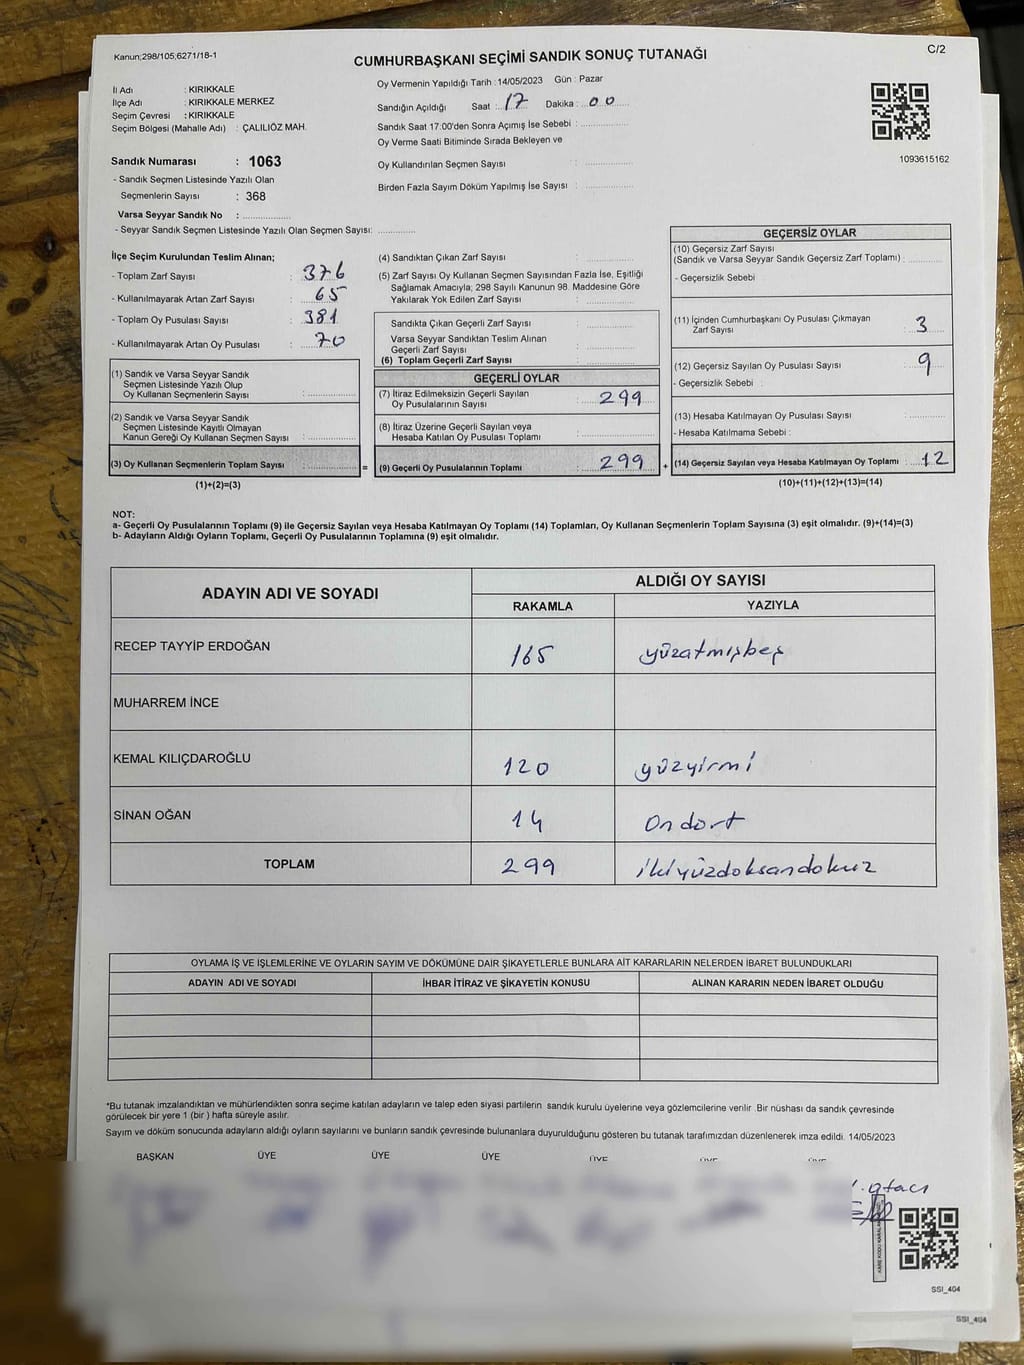 Kanun;298/105;6271/18-1
CUMHURBAŞKANI SEÇİMİ SANDIK SONUÇ TUTANAĞI
C/2
İl Adı : KIRIKKALE
İlçe Adı : KIRIKKALE MERKEZ
Seçim Çevresi : KIRIKKALE
Seçim Bölgesi (Mahalle Adı) : ÇALILIÖZ MAH.
Sandık Numarası : 1063
- Sandık Seçmen Listesinde Yazılı Olan
Seçmenlerin Sayısı : 368
Varsa Seyyar Sandık No : ..................
- Seyyar Sandık Seçmen Listesinde Yazılı Olan Seçmen Sayısı: ..............
Oy Vermenin Yapıldığı Tarih : 14/05/2023 Gün : Pazar
Sandığın Açıldığı Saat : 17 Dakika : 00
Sandık Saat 17:00'den Sonra Açımış İse Sebebi : ....................
Oy Verme Saati Bitiminde Sırada Bekleyen ve
Oy Kullandırılan Seçmen Sayısı : ....................
Birden Fazla Sayım Döküm Yapılmış İse Sayısı : ....................
1093615162
İlçe Seçim Kurulundan Teslim Alınan;
- Toplam Zarf Sayısı : 376
- Kullanılmayarak Artan Zarf Sayısı : 65
- Toplam Oy Pusulası Sayısı : 381
- Kullanılmayarak Artan Oy Pusulası : 70
(1) Sandık ve Varsa Seyyar Sandık
Seçmen Listesinde Yazılı Olup
Oy Kullanan Seçmenlerin Sayısı : ....................
(2) Sandık ve Varsa Seyyar Sandık
Seçmen Listesinde Kayıtlı Olmayan
Kanun Gereği Oy Kullanan Seçmen Sayısı : ....................
(3) Oy Kullanan Seçmenlerin Toplam Sayısı : ....................
(1)+(2)=(3)
=
(4) Sandıktan Çıkan Zarf Sayısı : ....................
(5) Zarf Sayısı Oy Kullanan Seçmen Sayısından Fazla İse, Eşitliği
Sağlamak Amacıyla; 298 Sayılı Kanunun 98. Maddesine Göre
Yakılarak Yok Edilen Zarf Sayısı : ....................
Sandıkta Çıkan Geçerli Zarf Sayısı : ....................
Varsa Seyyar Sandıktan Teslim Alınan
Geçerli Zarf Sayısı : ....................
(6) Toplam Geçerli Zarf Sayısı : ....................
GEÇERLİ OYLAR
(7) İtiraz Edilmeksizin Geçerli Sayılan
Oy Pusulalarının Sayısı : 299
(8) İtiraz Üzerine Geçerli Sayılan veya
Hesaba Katılan Oy Pusulası Toplamı : ....................
(9) Geçerli Oy Pusulalarının Toplamı : 299
+
GEÇERSİZ OYLAR
(10) Geçersiz Zarf Sayısı
(Sandık ve Varsa Seyyar Sandık Geçersiz Zarf Toplamı) : ..............
- Geçersizlik Sebebi :
(11) İçinden Cumhurbaşkanı Oy Pusulası Çıkmayan
Zarf Sayısı : 3
(12) Geçersiz Sayılan Oy Pusulası Sayısı : 9
- Geçersizlik Sebebi :
(13) Hesaba Katılmayan Oy Pusulası Sayısı : ..............
- Hesaba Katılmama Sebebi :
(14) Geçersiz Sayılan veya Hesaba Katılmayan Oy Toplamı : 12
(10)+(11)+(12)+(13)=(14)
NOT:
a- Geçerli Oy Pusulalarının Toplamı (9) ile Geçersiz Sayılan veya Hesaba Katılmayan Oy Toplamı (14) Toplamları, Oy Kullanan Seçmenlerin Toplam Sayısına (3) eşit olmalıdır. (9)+(14)=(3)
b- Adayların Aldığı Oyların Toplamı, Geçerli Oy Pusulalarının Toplamına (9) eşit olmalıdır.
ADAYIN ADI VE SOYADI ALDIĞI OY SAYISI
RAKAMLA YAZIYLA
RECEP TAYYİP ERDOĞAN 165 yüzatmışbeş
MUHARREM İNCE
KEMAL KILIÇDAROĞLU 120 yüzyirmi
SİNAN OĞAN 14 Ondört
TOPLAM 299 ikiyüzdoksandokuz
OYLAMA İŞ VE İŞLEMLERİNE VE OYLARIN SAYIM VE DÖKÜMÜNE DAİR ŞİKAYETLERLE BUNLARA AİT KARARLARIN NELERDEN İBARET BULUNDUKLARI
ADAYIN ADI VE SOYADI İHBAR İTİRAZ VE ŞİKAYETİN KONUSU ALINAN KARARIN NEDEN İBARET OLDUĞU
*Bu tutanak imzalandıktan ve mühürlendikten sonra seçime katılan adayların ve talep eden siyasi partilerin sandık kurulu üyelerine veya gözlemcilerine verilir .Bir nüshası da sandık çevresinde
görülecek bir yere 1 (bir ) hafta süreyle asılır.
Sayım ve döküm sonucunda adayların aldığı oyların sayılarını ve bunların sandık çevresinde bulunanlara duyurulduğunu gösteren bu tutanak tarafımızdan düzenlenerek imza edildi. 14/05/2023
BAŞKAN ÜYE ÜYE ÜYE ÜYE ÜYE ÜYE
SSI_404
SSI_404